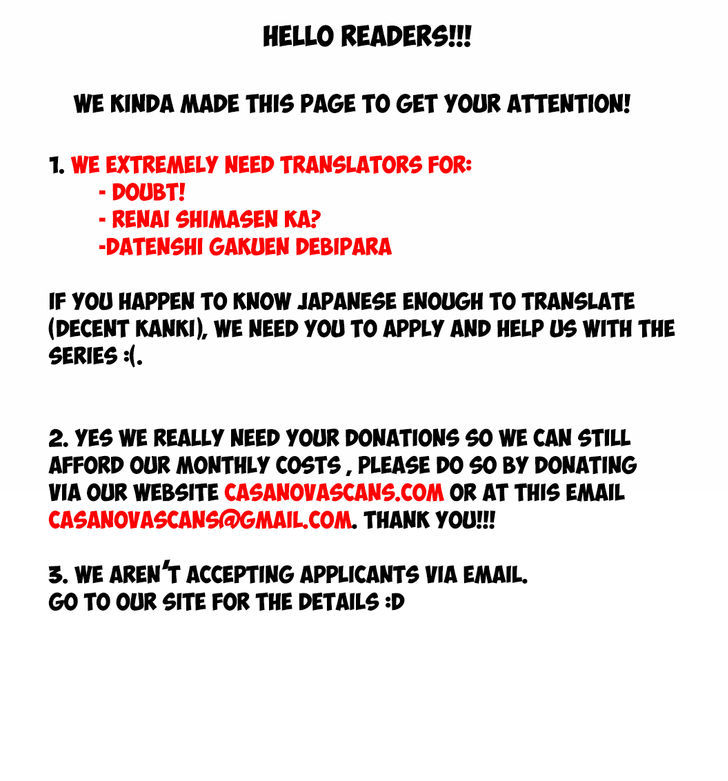 HELLO READERS!!!
WE KINDA MADE THIS PAGE TO GET YOUR ATTENTION!
1. WE EXTREMELY NEED TRANSLATORS FOR:
- DOUBT!
- RENAI SHIMASEN KA?
-DATENSHI GAKUEN DEBIPARA
IF YOU HAPPEN TO KNOW JAPANESE ENOUGH TO TRANSLATE
(DECENT KANKI), WE NEED YOU TO APPLY AND HELP US WITH THE
SERIES :(.
2. YES WE REALLY NEED YOUR DONATIONS SO WE CAN STILL
AFFORD OUR MONTHLY COSTS , PLEASE DO SO BY DONATING
VIA OUR WEBSITE CASANOVASCANS.COM OR AT THIS EMAIL
CASANOVASCANS@GMAIL.COM. THANK YOU!!!
3. WE AREN'T ACCEPTING APPLICANTS VIA EMAIL.
GO TO OUR SITE FOR THE DETAILS :D